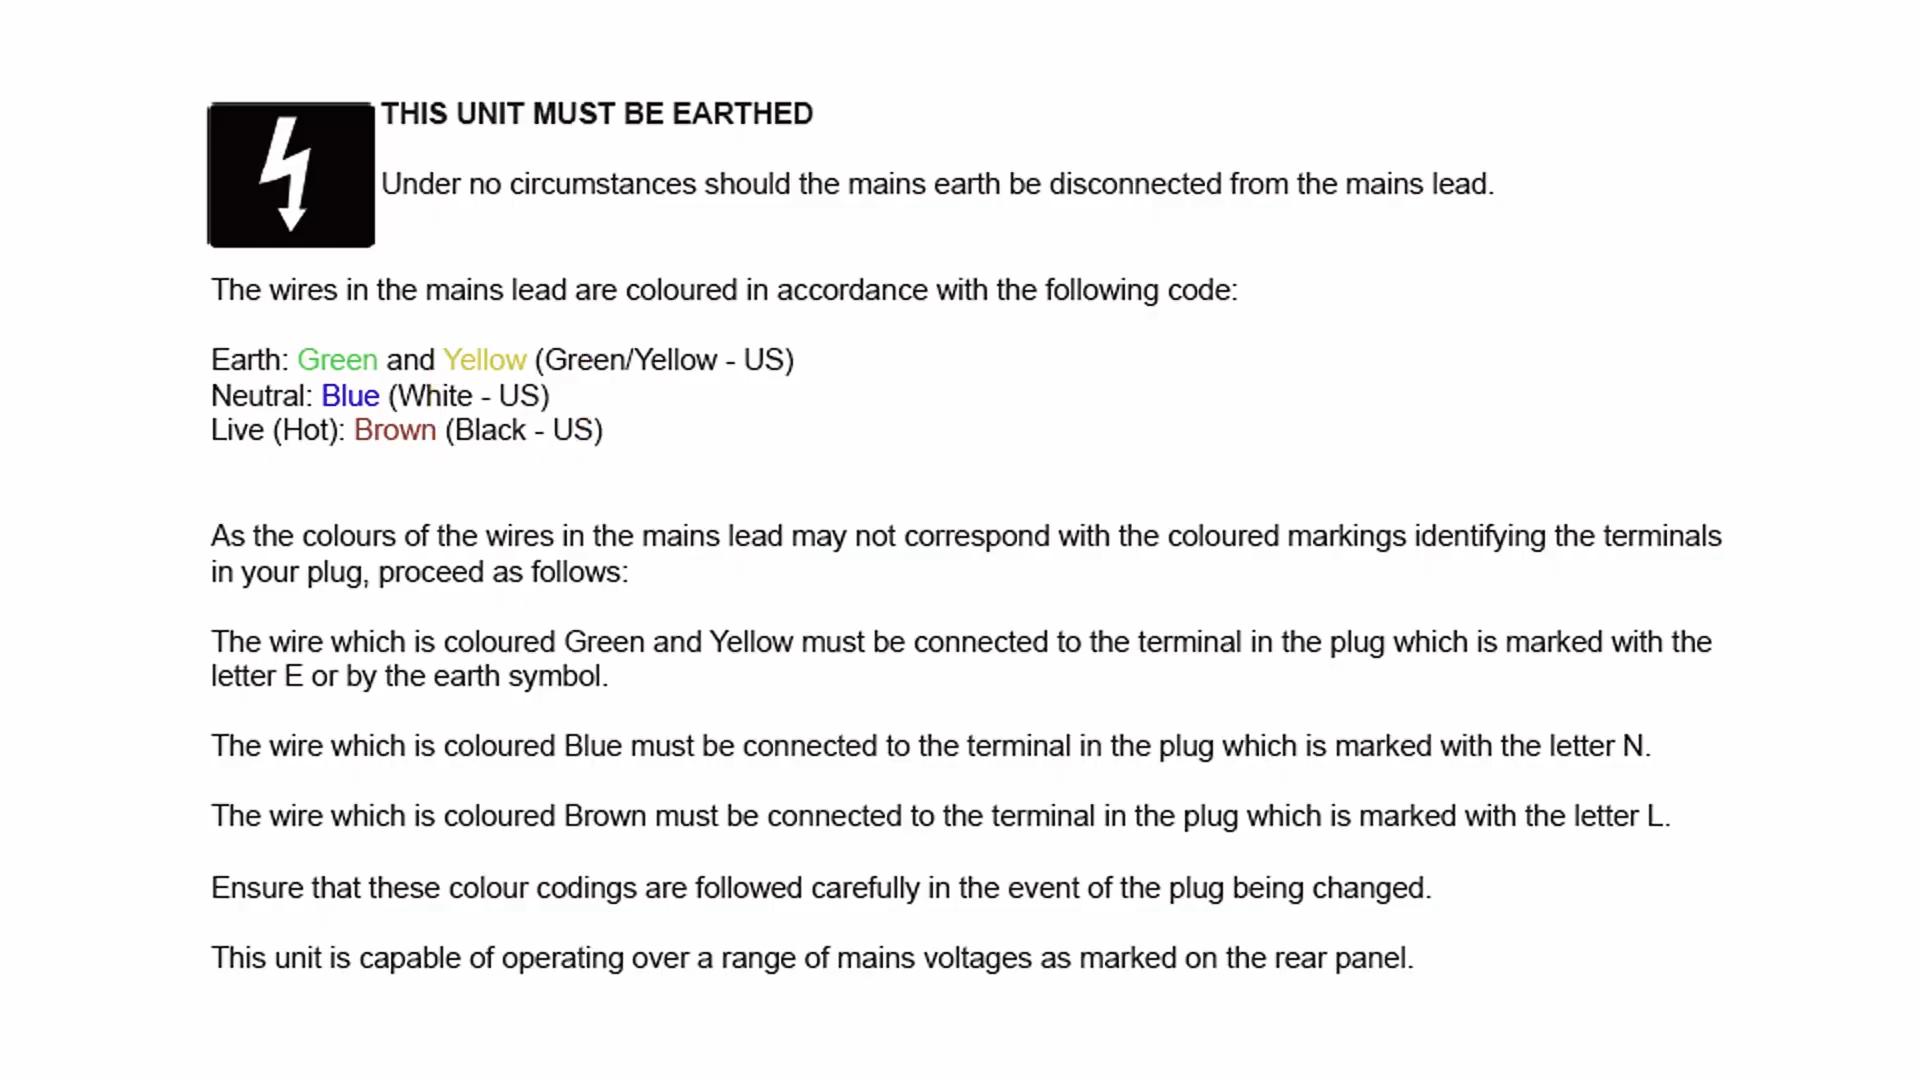 THIS UNIT MUST BE EARTHED
Under no circumstances should the mains earth be disconnected from the mains lead.
The wires in the mains lead are coloured in accordance with the following code:
Earth: Green and Yellow (Green/Yellow - US)
Neutral: Blue (White - US)
Live (Hot): Brown (Black - US)
As the colours of the wires in the mains lead may not correspond with the coloured markings identifying the terminals
in your plug, proceed as follows:
The wire which is coloured Green and Yellow must be connected to the terminal in the plug which is marked with the
letter E or by the earth symbol.
The wire which is coloured Blue must be connected to the terminal in the plug which is marked with the letter N.
The wire which is coloured Brown must be connected to the terminal in the plug which is marked with the letter L.
Ensure that these colour codings are followed carefully in the event of the plug being changed.
This unit is capable of operating over a range of mains voltages as marked on the rear panel.